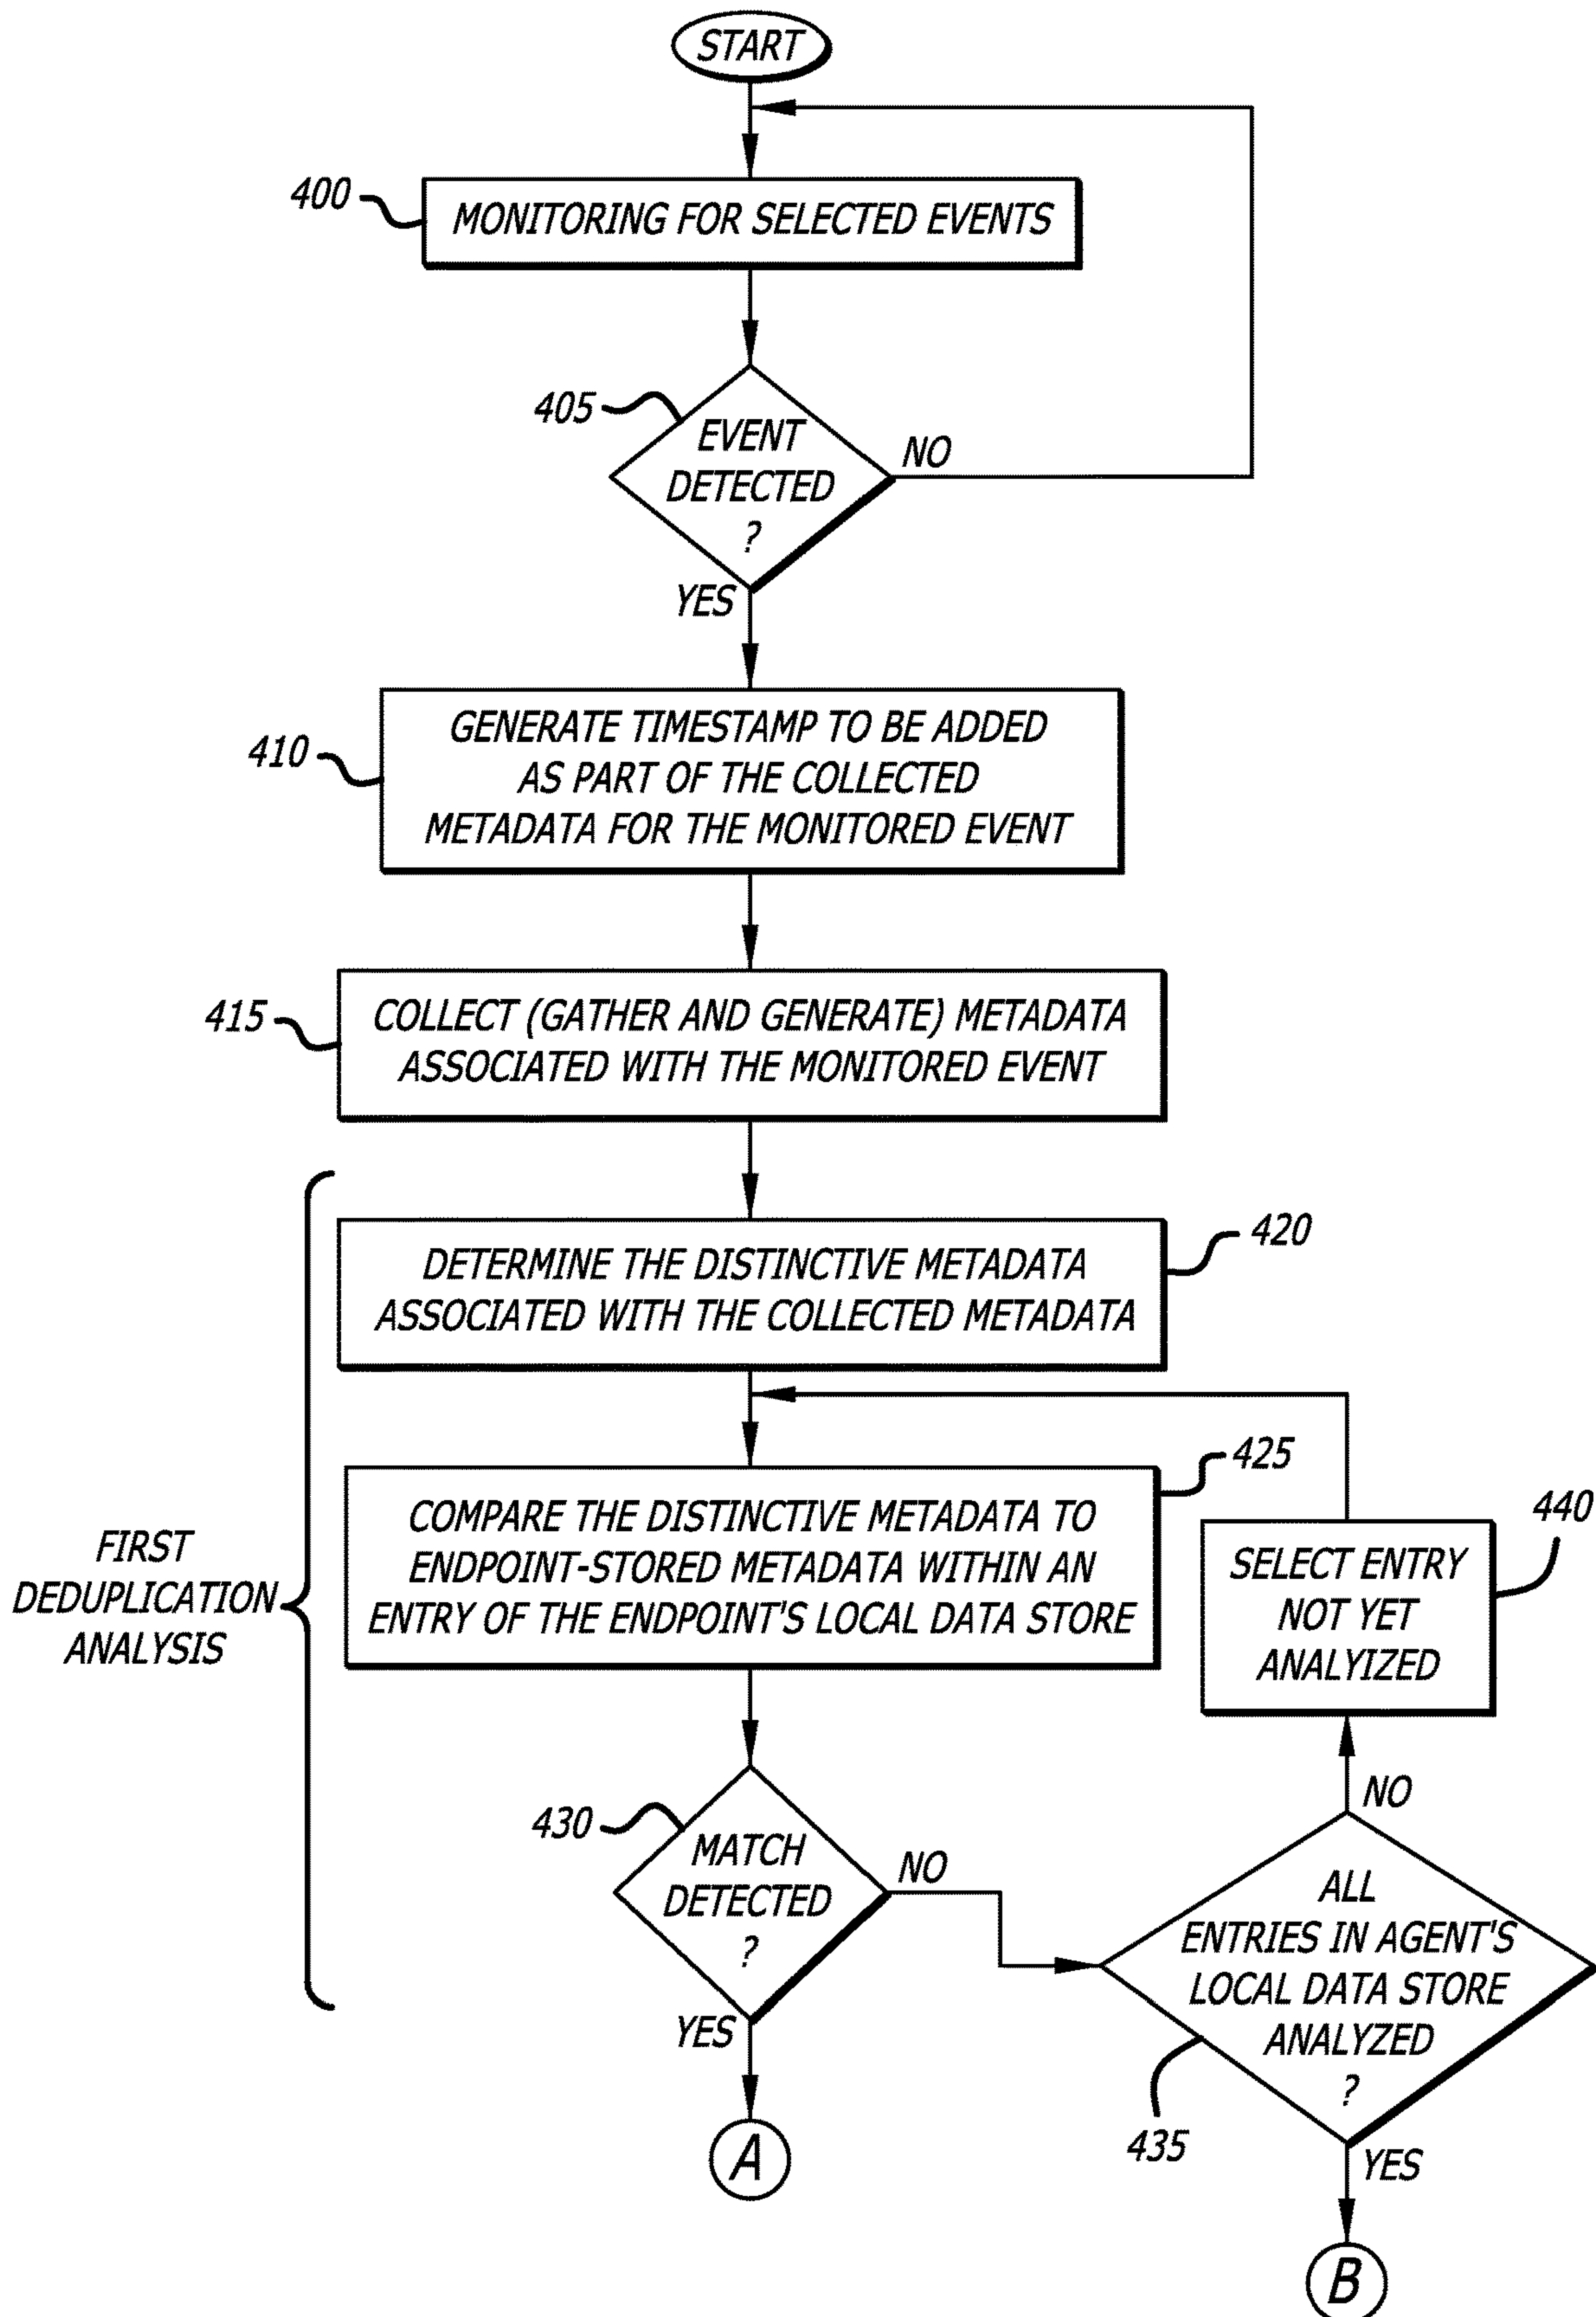 START
400
MONITORING FOR SELECTED EVENTS
405
EVENT
DETECTED
?
NO
YES
410
GENERATE TIMESTAMP TO BE ADDED
AS PART OF THE COLLECTED
METADATA FOR THE MONITORED EVENT
415
COLLECT (GATHER AND GENERATE) METADATA
ASSOCIATED WITH THE MONITORED EVENT
420
DETERMINE THE DISTINCTIVE METADATA
ASSOCIATED WITH THE COLLECTED METADATA
FIRST
DEDUPLICATION
ANALYSIS
425
COMPARE THE DISTINCTIVE METADATA TO
ENDPOINT-STORED METADATA WITHIN AN
ENTRY OF THE ENDPOINT'S LOCAL DATA STORE
440
SELECT ENTRY
NOT YET
ANALYIZED
430
MATCH
DETECTED
?
NO
YES
NO
ALL
ENTRIES IN AGENT'S
LOCAL DATA STORE
ANALYZED
?
435
YES
A
B